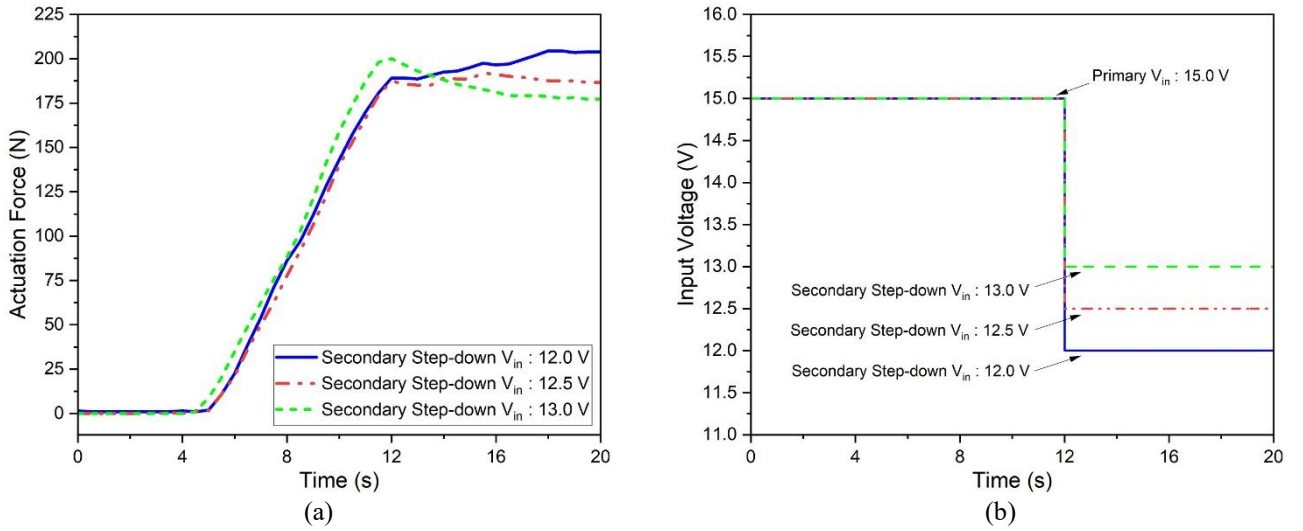 225
200
175
150
125
100
75
50
25
0
Actuation Force (N)
Secondary Step-down Vin : 12.0 V
Secondary Step-down Vin : 12.5 V
Secondary Step-down Vin : 13.0 V
0 4 8 12 16 20
Time (s)
(a)
16.0
15.5
15.0
14.5
14.0
13.5
13.0
12.5
12.0
11.5
11.0
Input Voltage (V)
Primary Vin : 15.0 V
Secondary Step-down Vin : 13.0 V
Secondary Step-down Vin : 12.5 V
Secondary Step-down Vin : 12.0 V
0 4 8 12 16 20
Time (s)
(b)